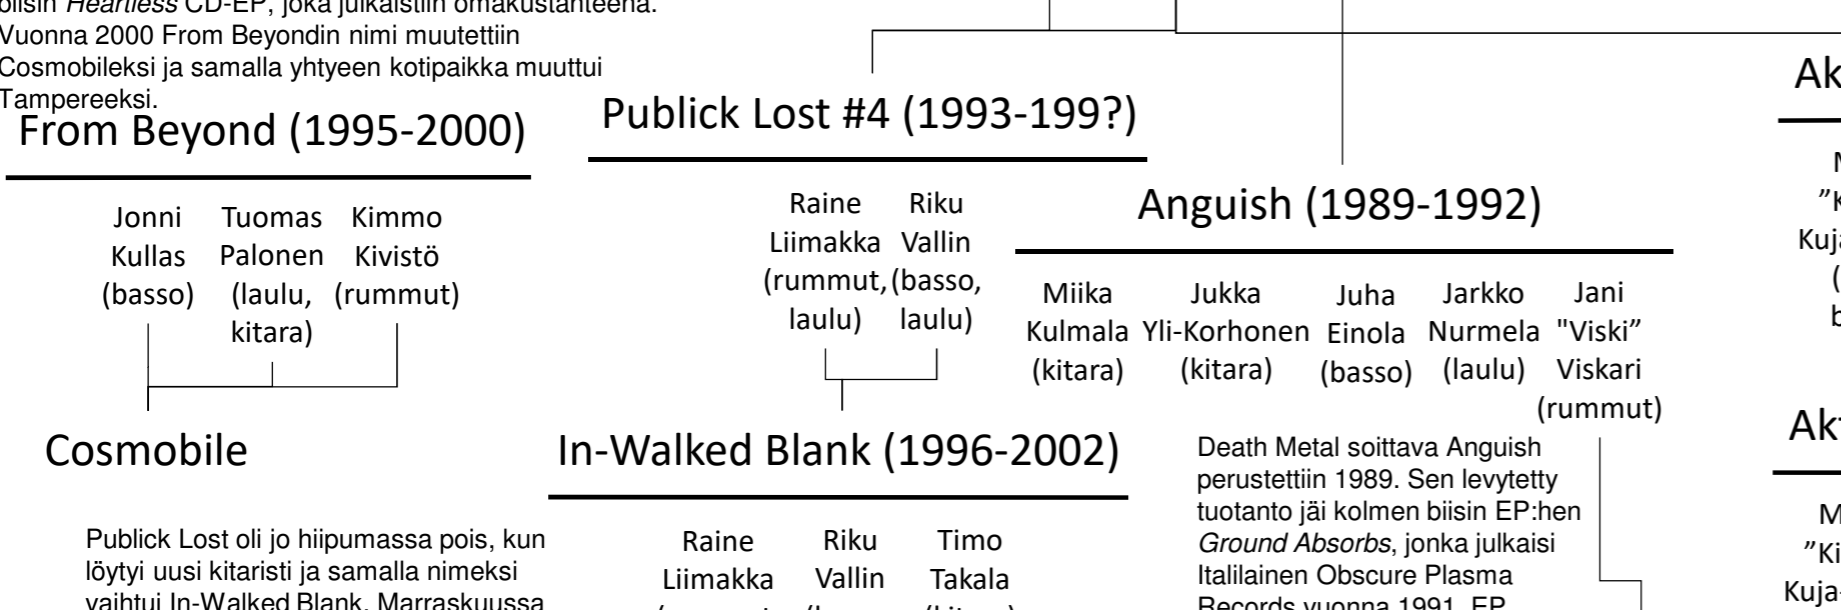 biisin Heartless CD-EP, joka julkaistiin omakustanteena.
Vuonna 2000 From Beyondin nimi muutettiin
Cosmobileksi ja samalla yhtyeen kotipaikka muuttui
Tampereeksi.
From Beyond (1995-2000)
Jonni Kullas (basso)
Tuomas Palonen (laulu, kitara)
Kimmo Kivistö (rummut)
Cosmobile
Publick Lost oli jo hiipumassa pois, kun
löytyi uusi kitaristi ja samalla nimeksi
vaihtui In-Walked Blank. Marraskuussa
Publick Lost #4 (1993-199?)
Raine Liimakka (rummut, laulu)
Riku Vallin (basso, laulu)
In-Walked Blank (1996-2002)
Raine Liimakka
Riku Vallin
Timo Takala
Anguish (1989-1992)
Miika Kulmala (kitara)
Jukka Yli-Korhonen (kitara)
Juha Einola (basso)
Jarkko Nurmela (laulu)
Jani "Viski” Viskari (rummut)
Death Metal soittava Anguish
perustettiin 1989. Sen levytetty
tuotanto jäi kolmen biisin EP:hen
Ground Absorbs, jonka julkaisi
Italilainen Obscure Plasma
Records vuonna 1991. EP